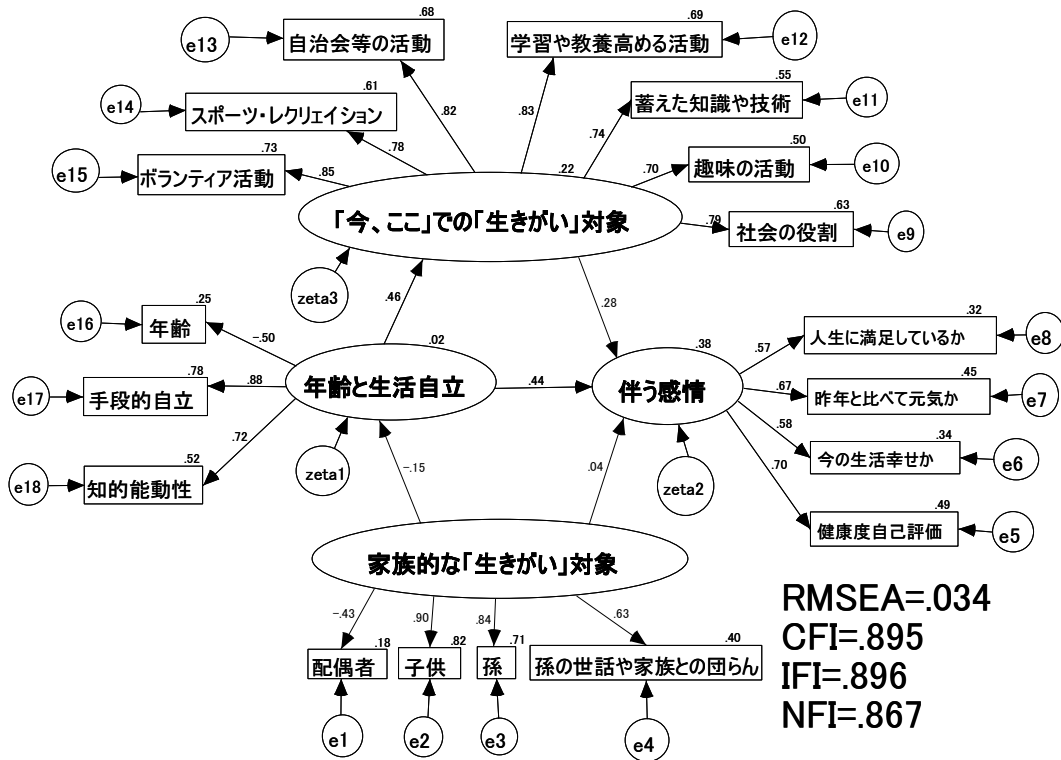 .68
e13
自治会等の活動
.69
学習や教養高める活動
e12
.61
e14
スポーツ・レクリェイション
.82
.83
.55
蓄えた知識や技術
e11
.74
.78
.73
e15
ボランティア活動
.85
.22
.70
.50
趣味の活動
e10
「今、ここ」での「生きがい」対象
.79
.63
社会の役割
e9
zeta3
.46
.28
.25
e16
年齢
-.50
.02
年齢と生活自立
.78
e17
手段的自立
.88
.72
.52
e18
知的能動性
zeta1
.44
.38
伴う感情
zeta2
.32
人生に満足しているか
e8
.57
.45
昨年と比べて元気か
e7
.67
.34
今の生活幸せか
e6
.58
.49
健康度自己評価
e5
.70
-.15
.04
家族的な「生きがい」対象
-.43
.90
.84
.63
.18
配偶者
.82
子供
.71
孫
.40
孫の世話や家族との団らん
e1
e2
e3
e4
RMSEA=.034
CFI=.895
IFI=.896
NFI=.867